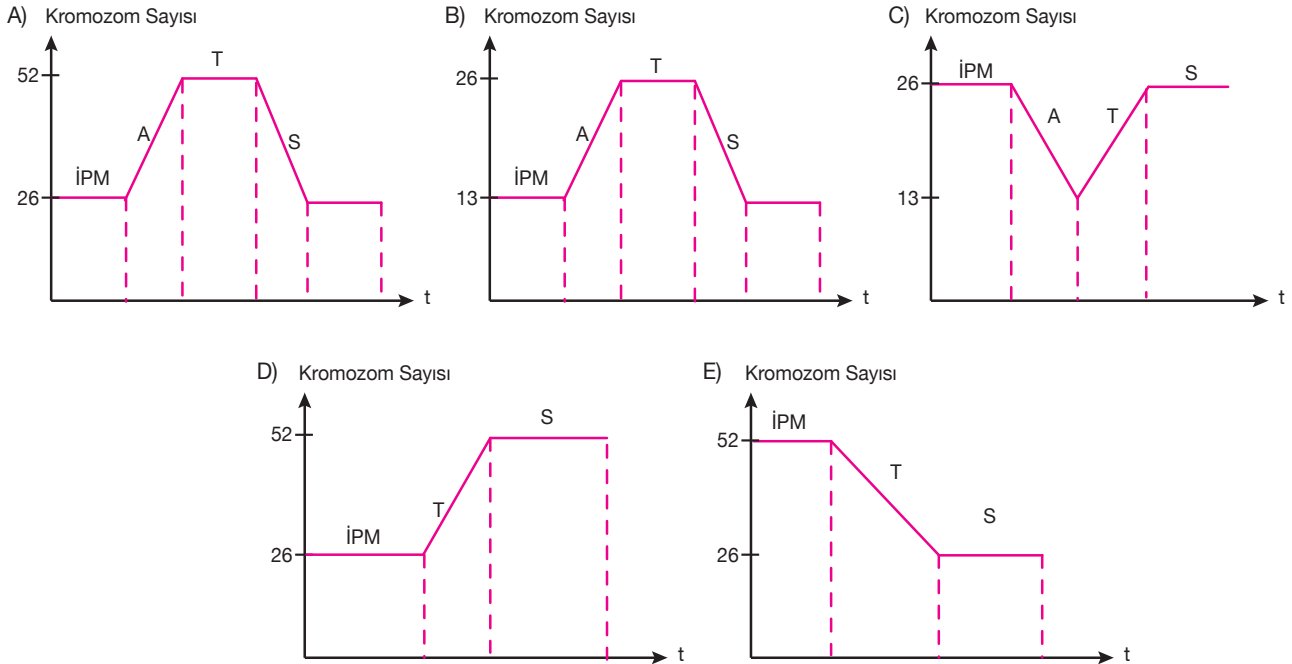 A) Kromozom Sayısı
52
T
A
S
İPM
26
t
B) Kromozom Sayısı
26
T
A
S
İPM
13
t
C) Kromozom Sayısı
26
İPM
S
A
T
13
t
D) Kromozom Sayısı
52
S
T
İPM
26
t
E) Kromozom Sayısı
İPM
52
T
S
26
t